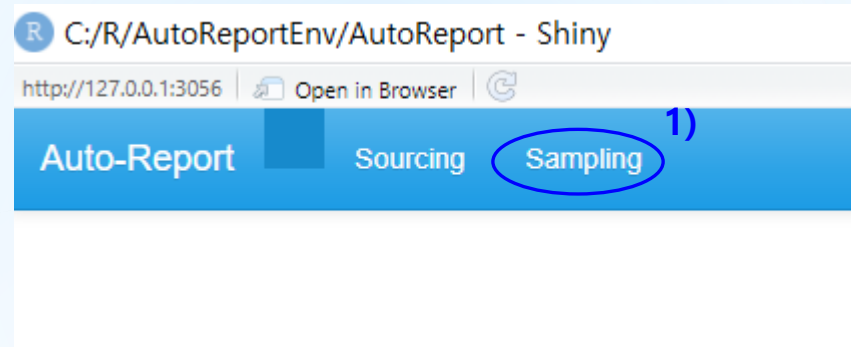 R C:/R/AutoReportEnv/AutoReport - Shiny
http://127.0.0.1:3056 Open in Browser
1)
Auto-Report Sourcing Sampling